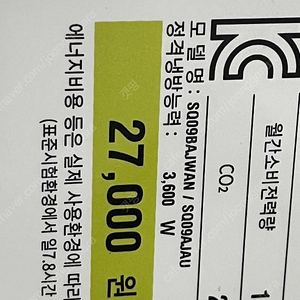 모 델 명 : SQ09BAJWAN / SQ09AJAU
정격냉방능력 : 3,600 W
월간소비전력량
CO₂
27,000 원
에너지비용 등은 실제 사용환경에 따라
(표준시험환경에서 일7.8시간